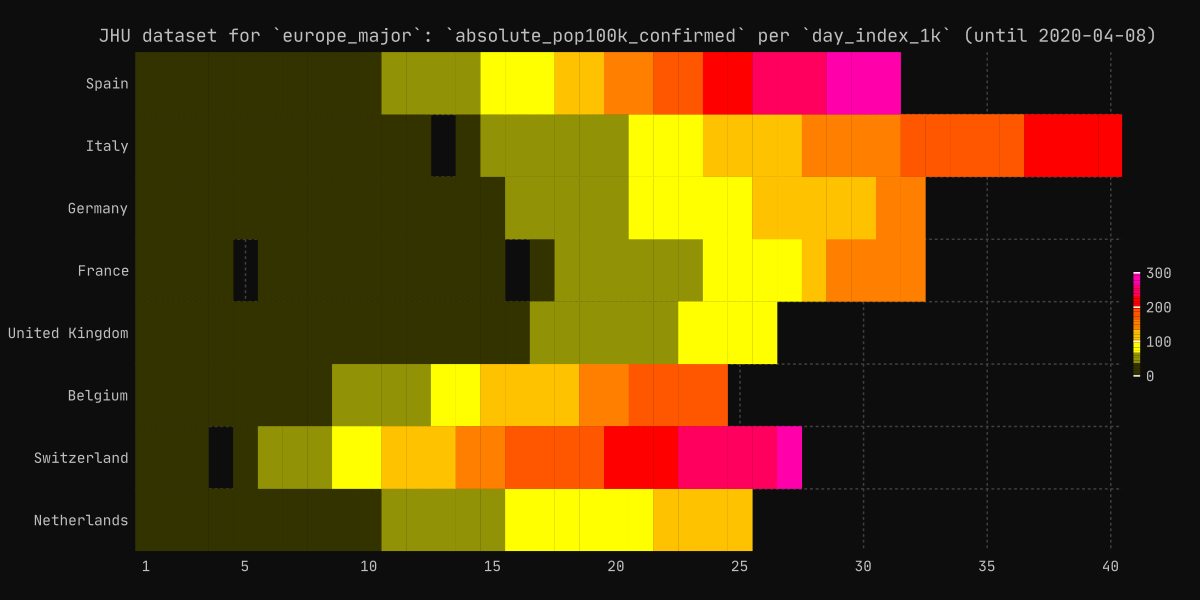 JHU dataset for `europe_major`: `absolute_pop100k_confirmed` per `day_index_1k` (until 2020-04-08)
Spain
Italy
Germany
France
United Kingdom
Belgium
Switzerland
Netherlands
300
200
100
0
1 5 10 15 20 25 30 35 40